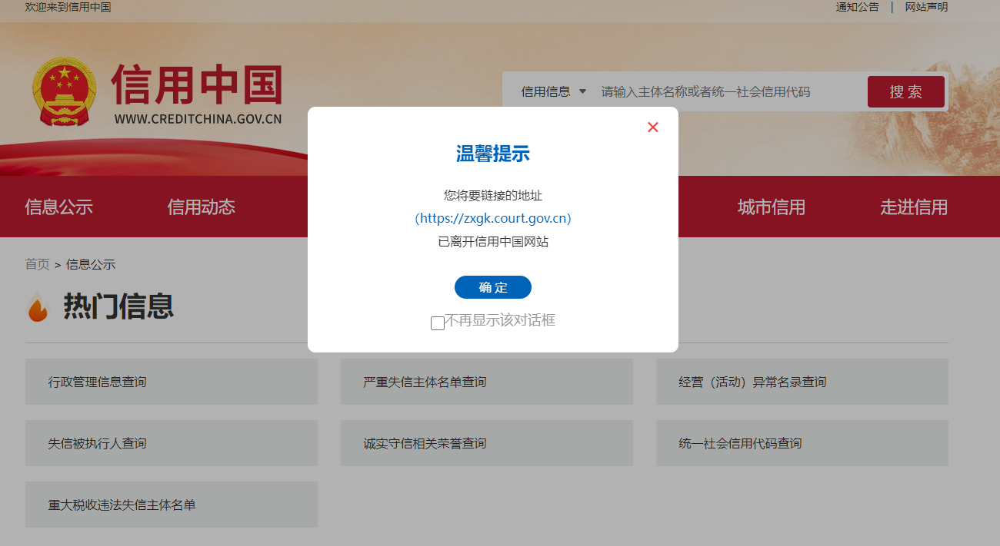 欢迎来到信用中国
通知公告 | 网站声明
信用中国
WWW.CREDITCHINA.GOV.CN
信用信息 请输入主体名称或者统一社会信用代码 搜 索
温馨提示
您将要链接的地址
（https://zxgk.court.gov.cn）
已离开信用中国网站
确 定
不再显示该对话框
信息公示 信用动态 城市信用 走进信用
首页 > 信息公示
热门信息
行政管理信息查询 严重失信主体名单查询 经营（活动）异常名录查询
失信被执行人查询 诚实守信相关荣誉查询 统一社会信用代码查询
重大税收违法失信主体名单